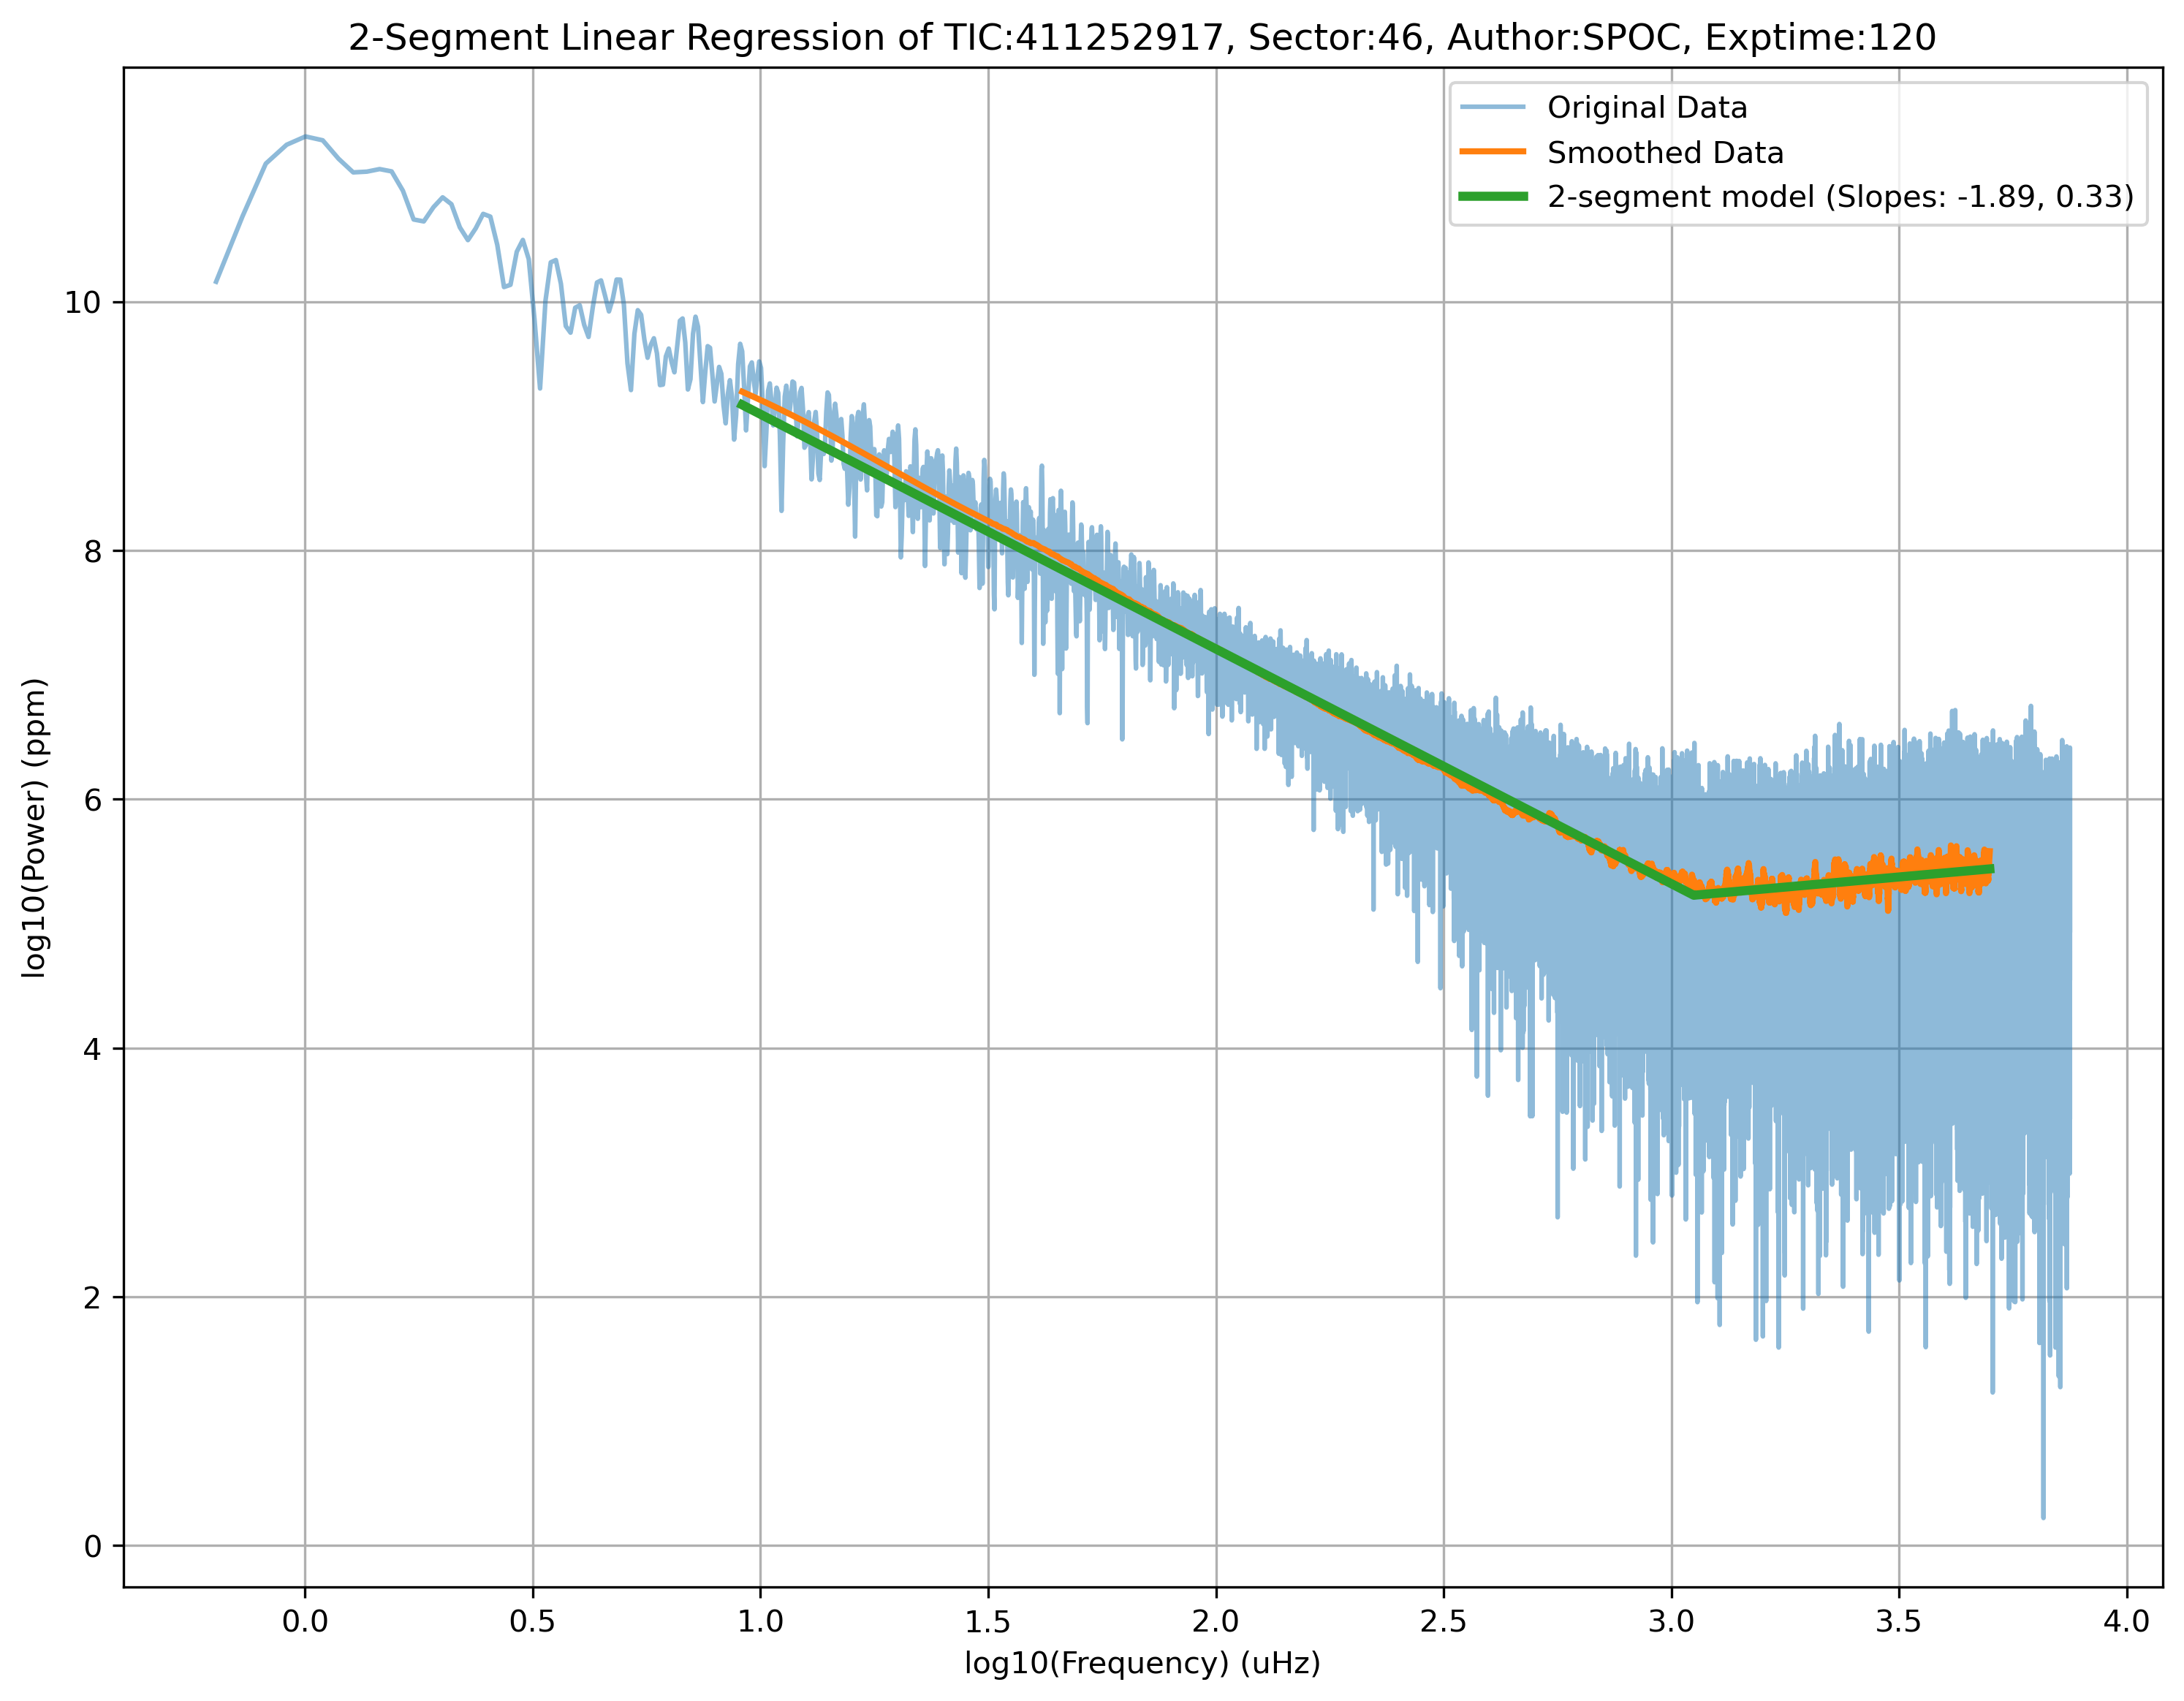 2-Segment Linear Regression of TIC:411252917, Sector:46, Author:SPOC, Exptime:120
Original Data
Smoothed Data
2-segment model (Slopes: -1.89, 0.33)
log10(Power) (ppm)
10
8
6
4
2
0
0.0 0.5 1.0 1.5 2.0 2.5 3.0 3.5 4.0
log10(Frequency) (uHz)